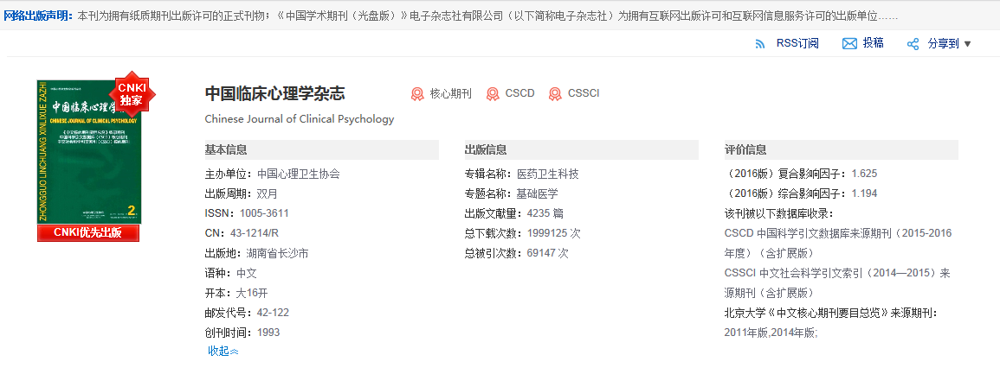 网络出版声明：本刊为拥有纸质期刊出版许可的正式刊物；《中国学术期刊（光盘版）》电子杂志社有限公司（以下简称电子杂志社）为拥有互联网出版许可和互联网信息服务许可的出版单位……
RSS订阅 投稿 分享到
CNKI
独家
中国临床心理学
CHINESE JOURNAL OF CLINICAL PSYCHOLOGY
ZHONGGUO LINCHUANG XINLIXUE ZAZHI
2
CNKI优先出版
中国临床心理学杂志 核心期刊 CSCD CSSCI
Chinese Journal of Clinical Psychology
基本信息
主办单位：中国心理卫生协会
出版周期：双月
ISSN：1005-3611
CN：43-1214/R
出版地：湖南省长沙市
语种：中文
开本：大16开
邮发代号：42-122
创刊时间：1993
收起
出版信息
专辑名称：医药卫生科技
专题名称：基础医学
出版文献量：4235 篇
总下载次数：1999125 次
总被引次数：69147 次
评价信息
（2016版）复合影响因子：1.625
（2016版）综合影响因子：1.194
该刊被以下数据库收录：
CSCD 中国科学引文数据库来源期刊（2015-2016
年度）（含扩展版）
CSSCI 中文社会科学引文索引（2014—2015）来
源期刊（含扩展版）
北京大学《中文核心期刊要目总览》来源期刊：
2011年版,2014年版;